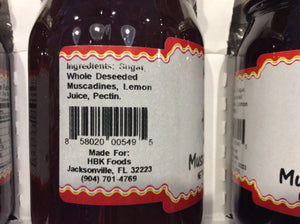 Ingredients: Sugar,
Whole Deseeded
Muscadines, Lemon
Juice, Pectin.
8 58020 00549 5
Made For:
HBK Foods
Jacksonville, FL 32223
(904) 701-4769